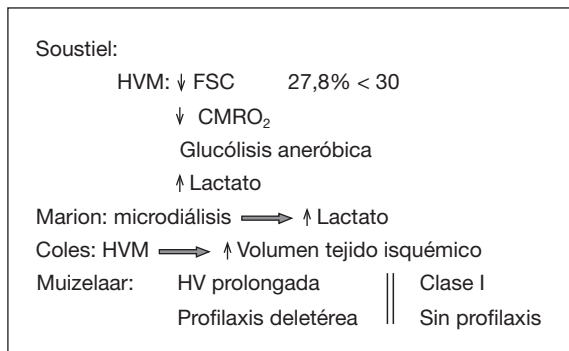 Soustiel:
HVM: ↓ FSC 27,8% < 30
↓ CMRO₂
Glucólisis aneróbica
↑ Lactato
Marion: microdiálisis ⟹ ↑ Lactato
Coles: HVM ⟹ ↑ Volumen tejido isquémico
Muizelaar: HV prolongada || Clase I
Profilaxis deletérea || Sin profilaxis